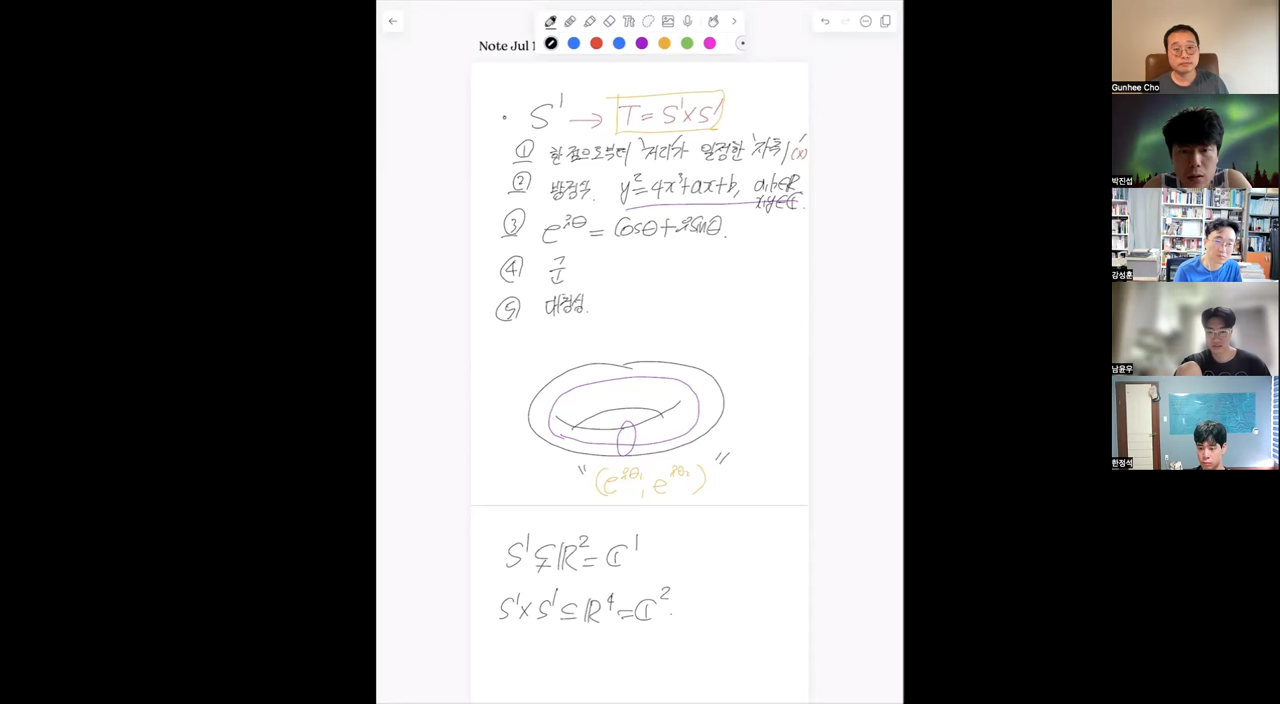 Note Jul 1
Tt
• S¹ → T = S¹×S¹
① 한 점으로부터 '거리'가 일정한 '자취' (x)
② 방정식. y² = 4x³+ax+b, a,b∈ℝ
x,y∈ℂ.
③ e^{iθ} = cosθ+isinθ.
④ 군
⑤ 대칭성.
"(e^{iθ₁}, e^{iθ₂})"
S¹⊊ℝ²=ℂ¹
S¹×S¹⊆ℝ⁴=ℂ².
Gunhee Cho
박진섭
강성훈
남윤우
한정석